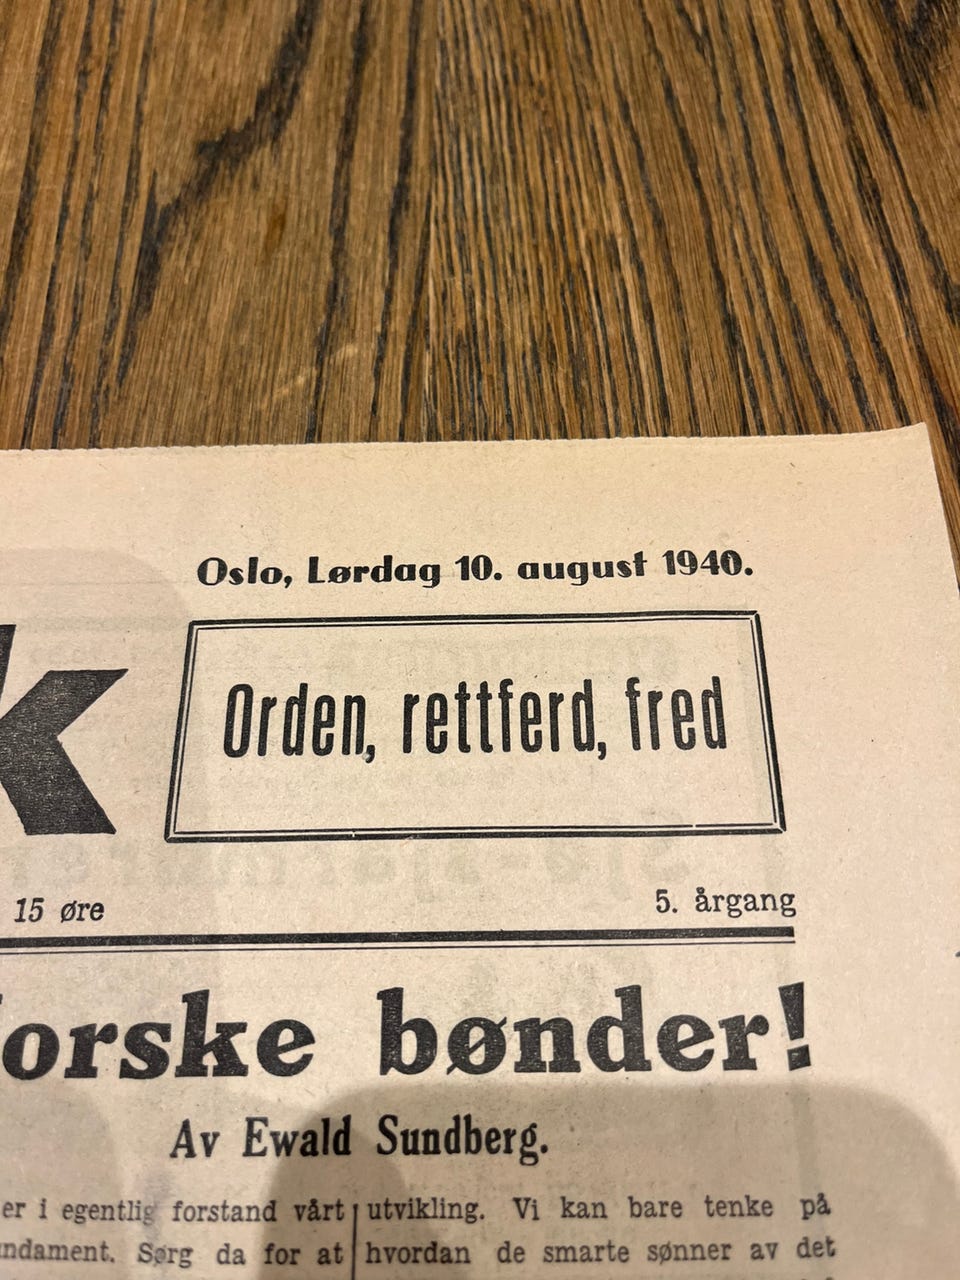 Oslo, Lørdag 10. august 1940.
k
Orden, rettferd, fred
15 øre
5. årgang
orske bønder!
Av Ewald Sundberg.
er i egentlig forstand vårt
ndament. Sørg da for at
utvikling. Vi kan bare tenke på
hvordan de smarte sønner av det